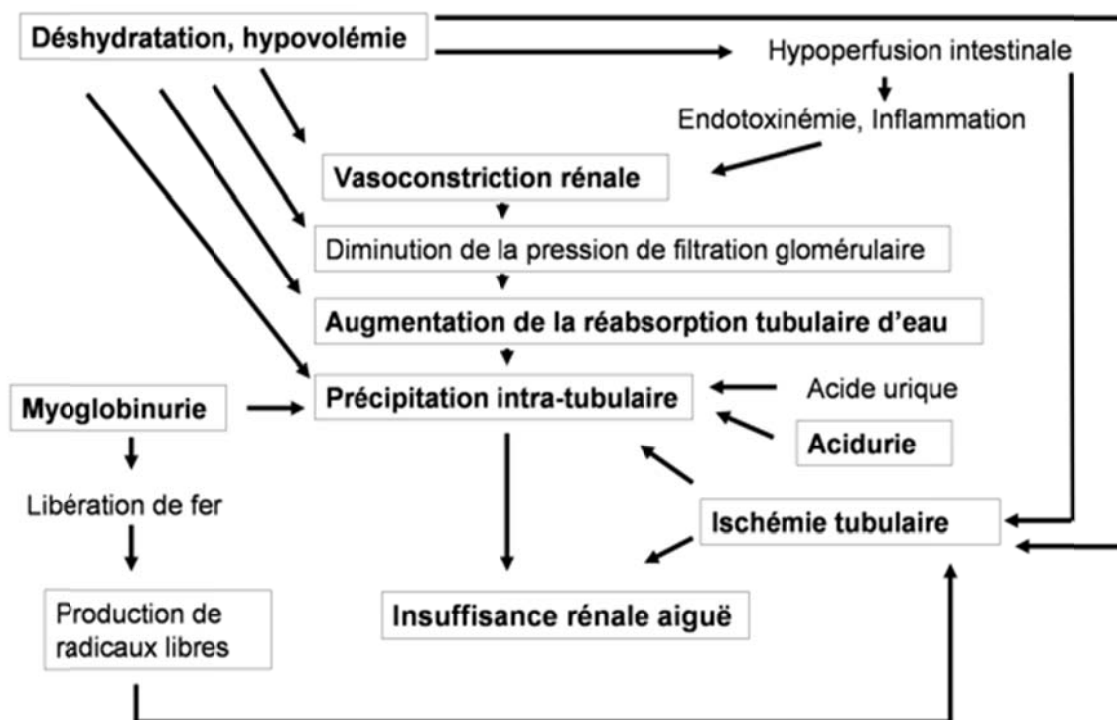 Déshydratation, hypovolémie
Hypoperfusion intestinale
Endotoxinémie, Inflammation
Vasoconstriction rénale
Diminution de la pression de filtration glomérulaire
Augmentation de la réabsorption tubulaire d'eau
Précipitation intra-tubulaire
Acide urique
Myoglobinurie
Acidurie
Libération de fer
Ischémie tubulaire
Production de
radicaux libres
Insuffisance rénale aiguë